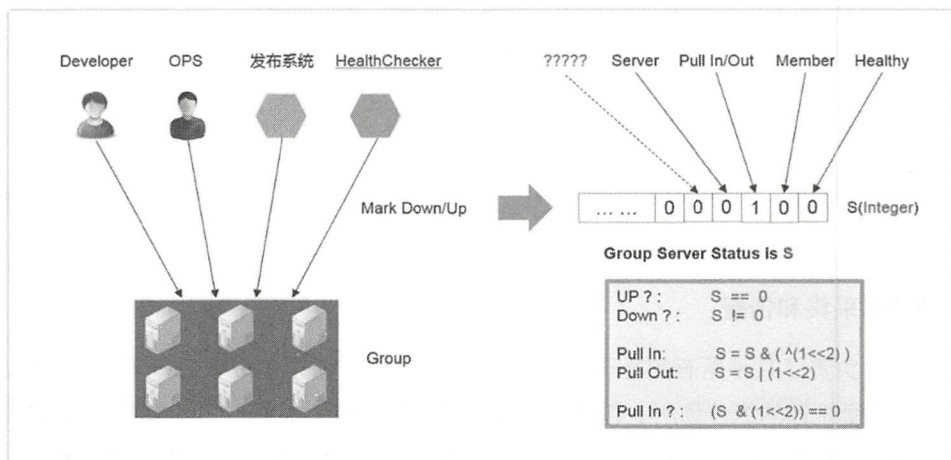 Developer OPS 发布系统 HealthChecker
????? Server Pull In/Out Member Healthy
Mark Down/Up
... ... 0 0 0 1 0 0 S(Integer)
Group Server Status is S
Group
UP ? : S == 0
Down ? : S != 0
Pull In: S = S & ( ^(1<<2) )
Pull Out: S = S | (1<<2)
Pull In ? : (S & (1<<2)) == 0